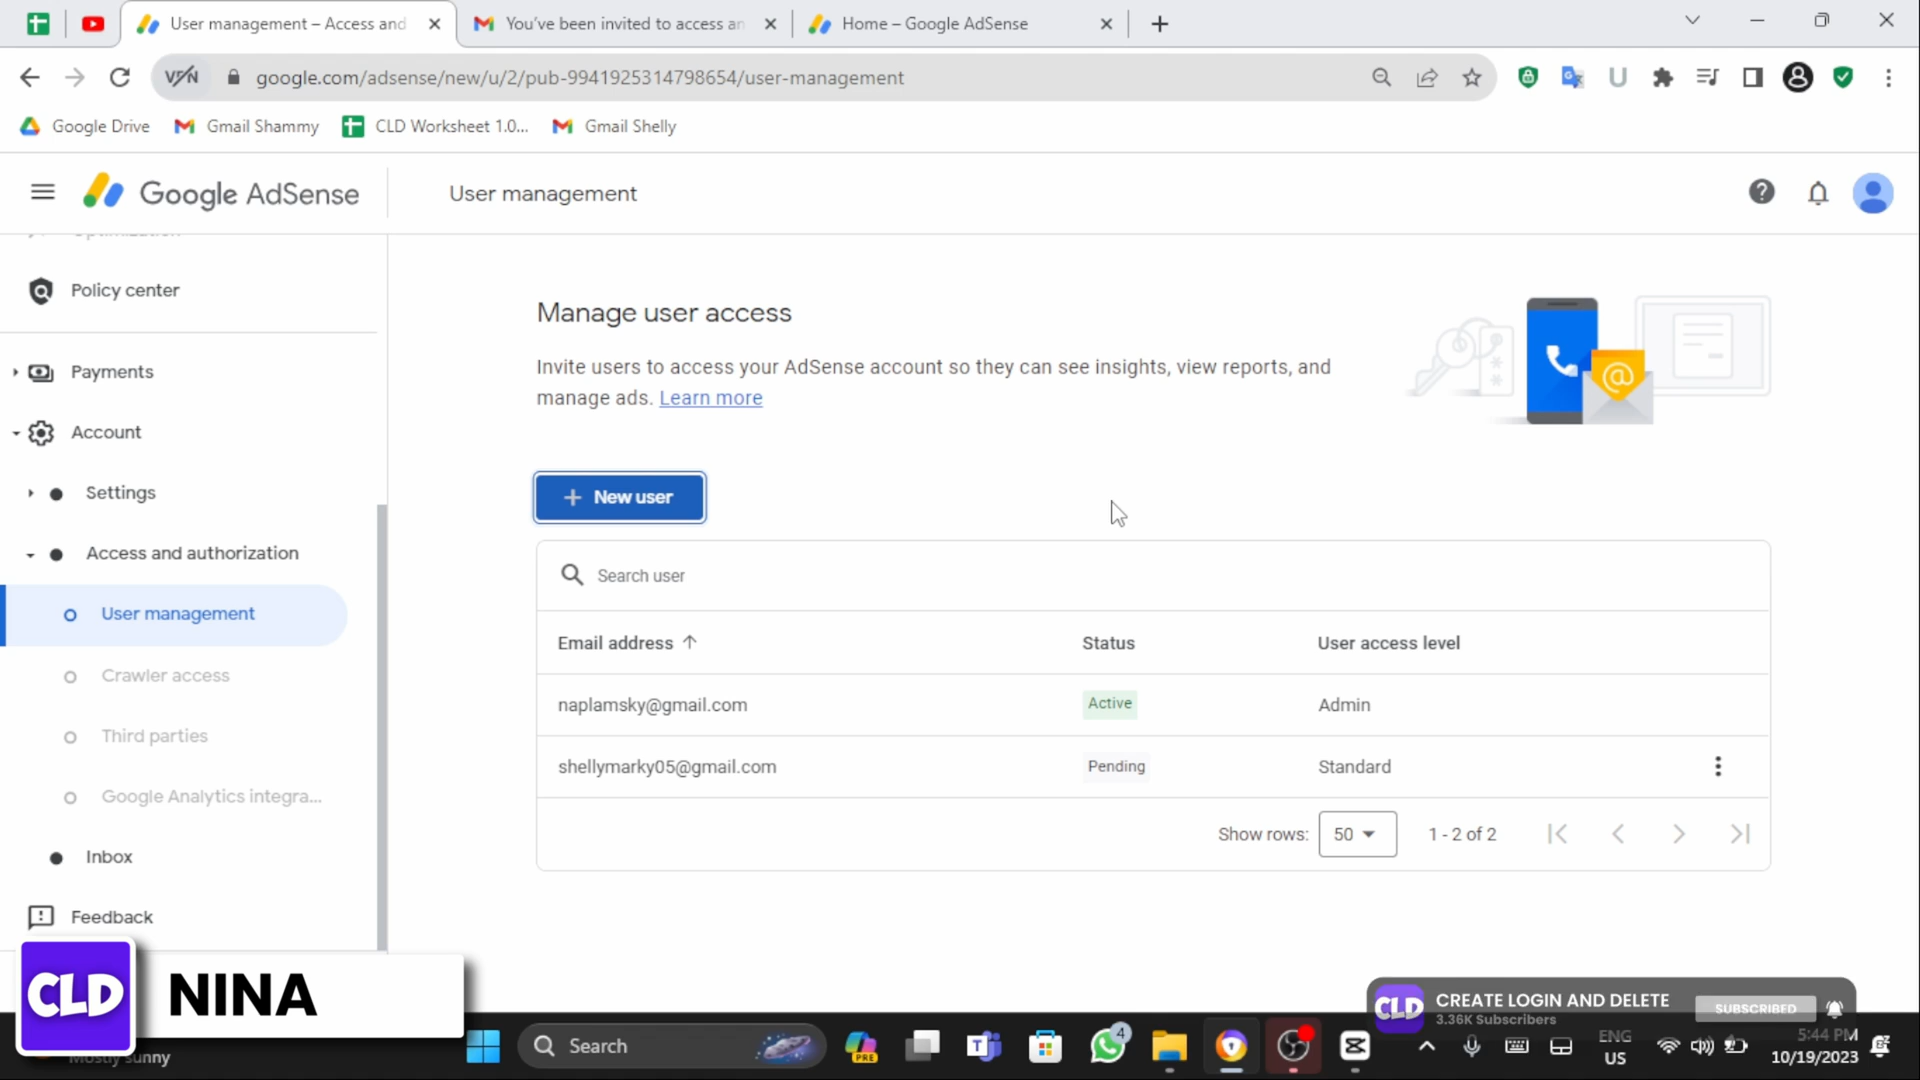 User management – Access and
You've been invited to access an
Home – Google AdSense
VPN
google.com/adsense/new/u/2/pub-9941925314798654/user-management
Google Drive
Gmail Shammy
CLD Worksheet 1.0...
Gmail Shelly
Google AdSense
User management
Optimization
Policy center
Payments
Account
Settings
Access and authorization
User management
Crawler access
Third parties
Google Analytics integra...
Inbox
Feedback
Manage user access
Invite users to access your AdSense account so they can see insights, view reports, and
manage ads. Learn more
New user
Search user
Email address
Status
User access level
naplamsky@gmail.com
Active
Admin
shellymarky05@gmail.com
Pending
Standard
Show rows:
50
1 - 2 of 2
CLD
NINA
Mostly sunny
Search
PRE
4
CLD
CREATE LOGIN AND DELETE
3.36K Subscribers
SUBSCRIBED
ENG
US
5:44 PM
10/19/2023